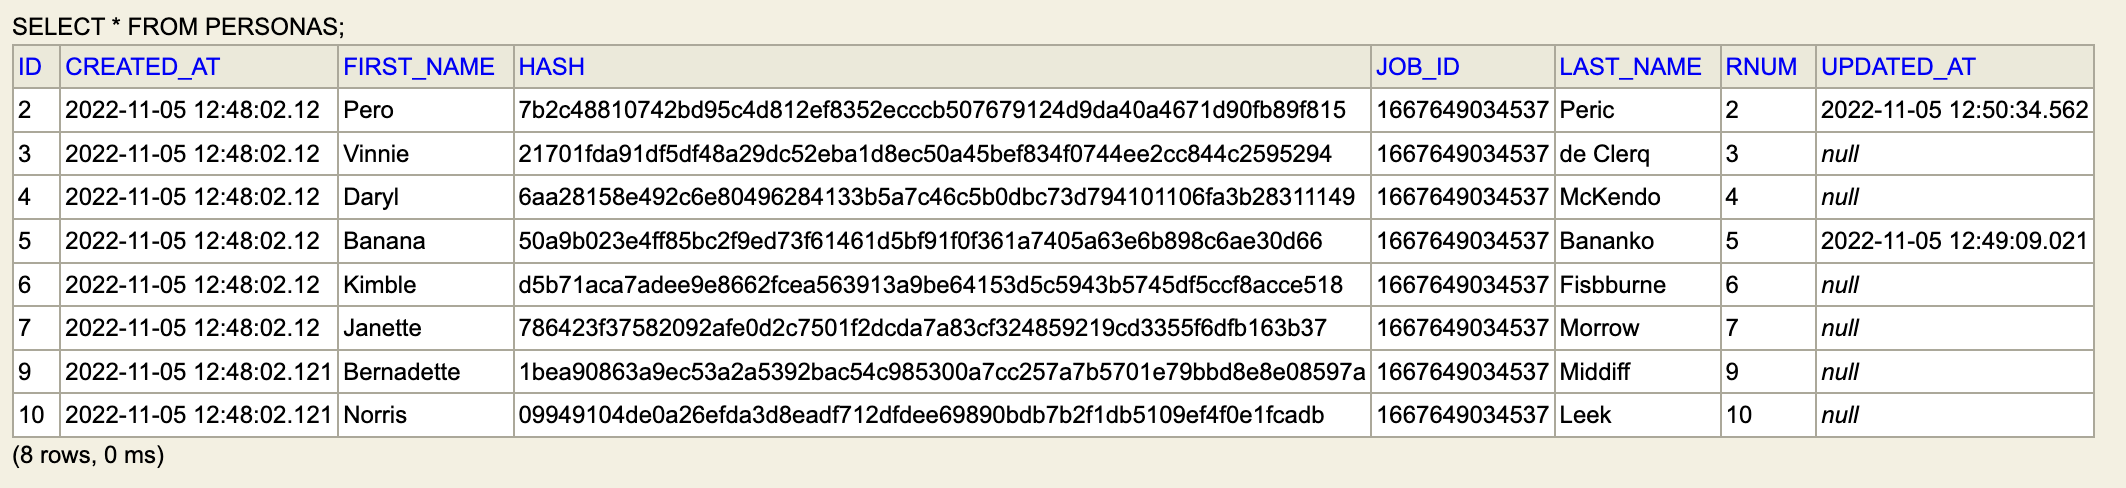 SELECT * FROM PERSONAS;
ID CREATED_AT FIRST_NAME HASH JOB_ID LAST_NAME RNUM UPDATED_AT
2 2022-11-05 12:48:02.12 Pero 7b2c48810742bd95c4d812ef8352ecccb507679124d9da40a4671d90fb89f815 1667649034537 Peric 2 2022-11-05 12:50:34.562
3 2022-11-05 12:48:02.12 Vinnie 21701fda91df5df48a29dc52eba1d8ec50a45bef834f0744ee2cc844c2595294 1667649034537 de Clerq 3 null
4 2022-11-05 12:48:02.12 Daryl 6aa28158e492c6e80496284133b5a7c46c5b0dbc73d794101106fa3b28311149 1667649034537 McKendo 4 null
5 2022-11-05 12:48:02.12 Banana 50a9b023e4ff85bc2f9ed73f61461d5bf91f0f361a7405a63e6b898c6ae30d66 1667649034537 Bananko 5 2022-11-05 12:49:09.021
6 2022-11-05 12:48:02.12 Kimble d5b71aca7adee9e8662fcea563913a9be64153d5c5943b5745df5ccf8acce518 1667649034537 Fisbburne 6 null
7 2022-11-05 12:48:02.12 Janette 786423f37582092afe0d2c7501f2dcda7a83cf324859219cd3355f6dfb163b37 1667649034537 Morrow 7 null
9 2022-11-05 12:48:02.121 Bernadette 1bea90863a9ec53a2a5392bac54c985300a7cc257a7b5701e79bbd8e8e08597a 1667649034537 Middiff 9 null
10 2022-11-05 12:48:02.121 Norris 09949104de0a26efda3d8eadf712dfdee69890bdb7b2f1db5109ef4f0e1fcadb 1667649034537 Leek 10 null
(8 rows, 0 ms)